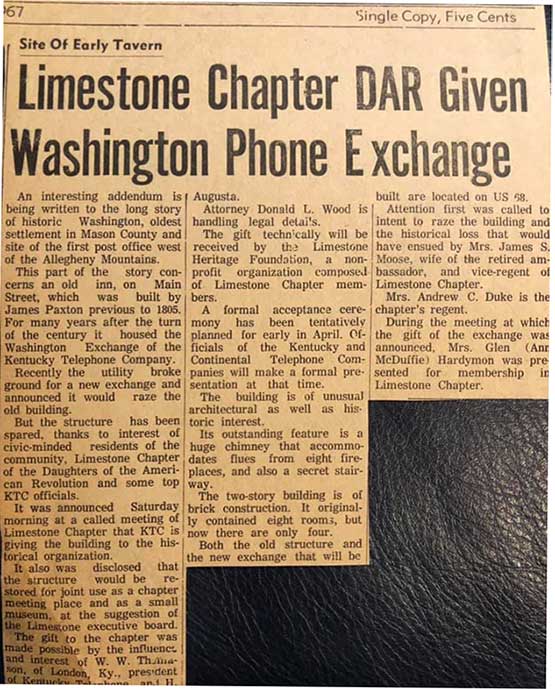 967
Single Copy, Five Cents
Site Of Early Tavern
Limestone Chapter DAR Given
Washington Phone Exchange
An interesting addendum is
being written to the long story
of historic Washington, oldest
settlement in Mason County and
site of the first post office west
of the Allegheny Mountains.
This part of the story con-
cerns an old inn, on Main
Street, which was built by
James Paxton previous to 1805.
For many years after the turn
of the century it housed the
Washington Exchange of the
Kentucky Telephone Company.
Recently the utility broke
ground for a new exchange and
announced it would raze the
old building.
But the structure has been
spared, thanks to interest of
civic-minded residents of the
community, Limestone Chapter
of the Daughters of the Ameri-
can Revolution and some top
KTC officials.
It was announced Saturday
morning at a called meeting of
Limestone Chapter that KTC is
giving the building to the his-
torical organization.
It also was disclosed that
the structure would be re-
stored for joint use as a chapter
meeting place and as a small
museum, at the suggestion of
the Limestone executive board.
The gift to the chapter was
made possible by the influence
and interest of W. W. Thoma-
son, of London, Ky., president
of Kentucky Telephone, and H.
Augusta.
Attorney Donald L. Wood is
handling legal details.
The gift technically will be
received by the Limestone
Heritage Foundation, a non-
profit organization composed
of Limestone Chapter mem-
bers.
A formal acceptance cere-
mony has been tentatively
planned for early in April. Of-
ficials of the Kentucky and
Continental Telephone Com-
panies will make a formal pre-
sentation at that time.
The building is of unusual
architectural as well as his-
toric interest.
Its outstanding feature is a
huge chimney that accommo-
dates flues from eight fire-
places, and also a secret stair-
way.
The two-story building is of
brick construction. It original-
ly contained eight rooms, but
now there are only four.
Both the old structure and
the new exchange that will be
built are located on US 68.
Attention first was called to
intent to raze the building and
the historical loss that would
have ensued by Mrs. James S.
Moose, wife of the retired am-
bassador, and vice-regent of
Limestone Chapter.
Mrs. Andrew C. Duke is the
chapter's regent.
During the meeting at which
the gift of the exchange was
announced, Mrs. Glen (Ann
McDuffie) Hardymon was pre-
sented for membership in
Limestone Chapter.